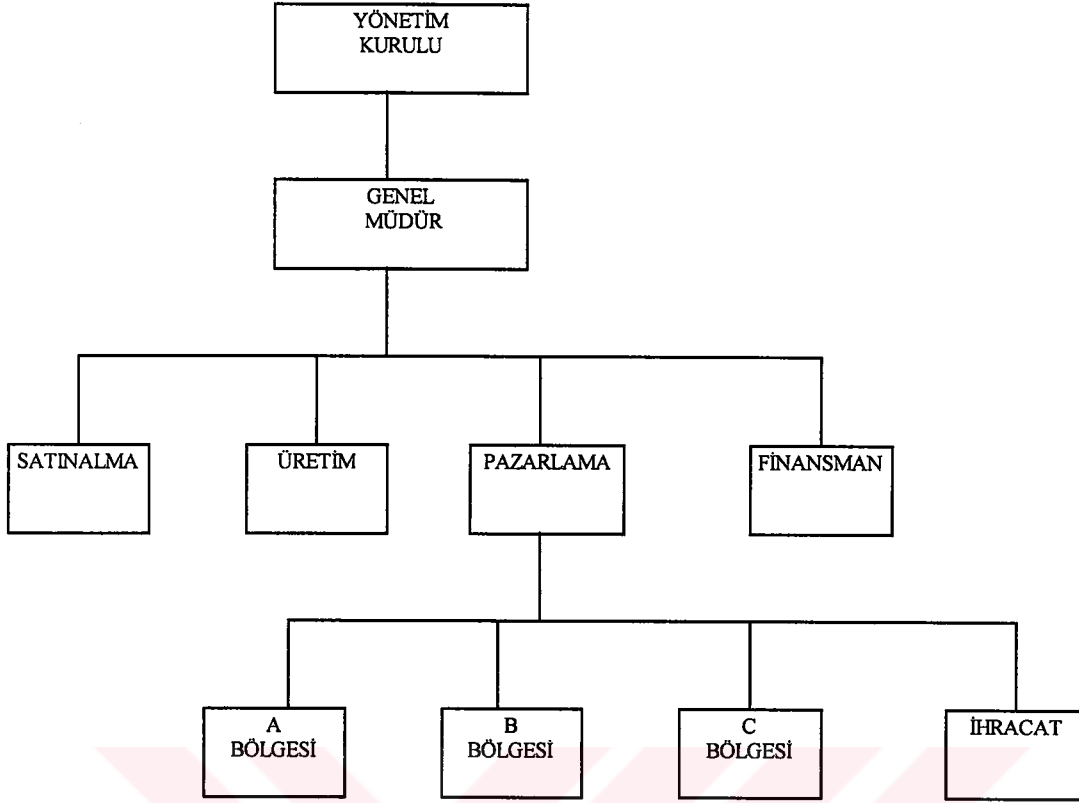 YÖNETİM
KURULU
GENEL
MÜDÜR
SATINALMA
ÜRETİM
PAZARLAMA
FİNANSMAN
A
BÖLGESİ
B
BÖLGESİ
C
BÖLGESİ
İHRACAT